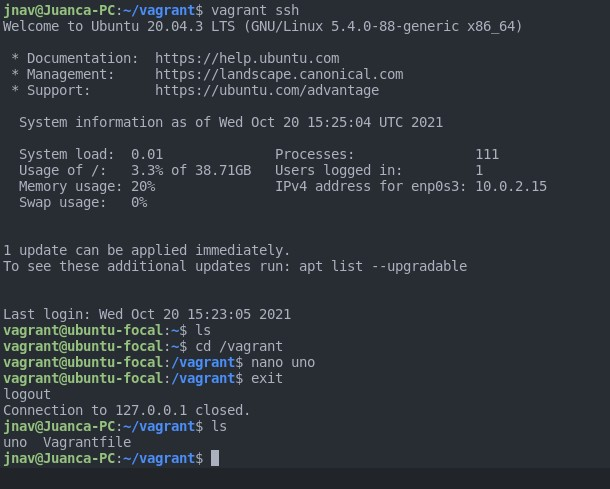 jnav@Juanca-PC:~/vagrant$ vagrant ssh
Welcome to Ubuntu 20.04.3 LTS (GNU/Linux 5.4.0-88-generic x86_64)
 * Documentation:  https://help.ubuntu.com
 * Management:     https://landscape.canonical.com
 * Support:        https://ubuntu.com/advantage
  System information as of Wed Oct 20 15:25:04 UTC 2021
  System load:  0.01              Processes:               111
  Usage of /:   3.3% of 38.71GB   Users logged in:         1
  Memory usage: 20%               IPv4 address for enp0s3: 10.0.2.15
  Swap usage:   0%
1 update can be applied immediately.
To see these additional updates run: apt list --upgradable
Last login: Wed Oct 20 15:23:05 2021
vagrant@ubuntu-focal:~$ ls
vagrant@ubuntu-focal:~$ cd /vagrant
vagrant@ubuntu-focal:/vagrant$ nano uno
vagrant@ubuntu-focal:/vagrant$ exit
logout
Connection to 127.0.0.1 closed.
jnav@Juanca-PC:~/vagrant$ ls
uno  Vagrantfile
jnav@Juanca-PC:~/vagrant$